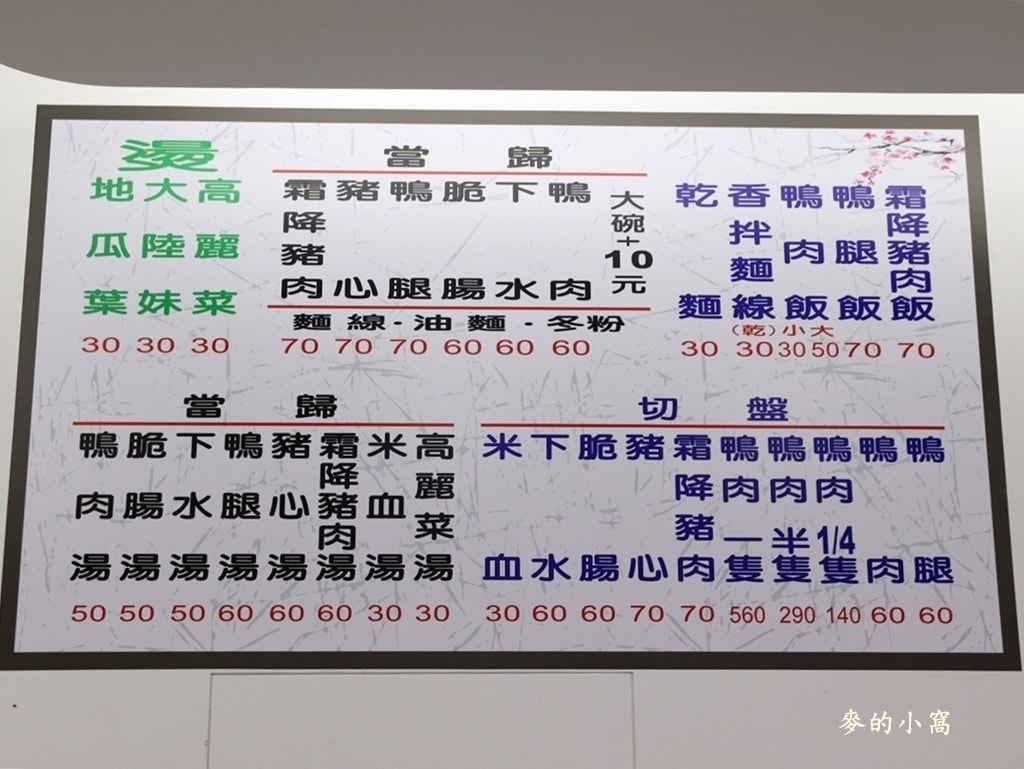 燙
地瓜葉
大陸妹
高麗菜
30 30 30
當歸
霜降豬肉
豬心
鴨腿
脆腸
下水
鴨肉
大碗+10元
麵線·油麵·冬粉
70 70 70 60 60 60
乾麵
香拌麵線
鴨肉飯
鴨腿飯
霜降豬肉飯
(乾) 小 大
30 30 30 50 70 70
當歸
鴨肉湯
脆腸湯
下水湯
鴨腿湯
豬心湯
霜降豬肉湯
米血湯
高麗菜湯
50 50 50 60 60 60 30 30
切盤
米血
下水
脆腸
豬心
霜降豬肉
鴨肉一隻
鴨肉半隻
鴨肉1/4隻
鴨肉
鴨腿
30 60 60 70 70 560 290 140 60 60
麥的小窩